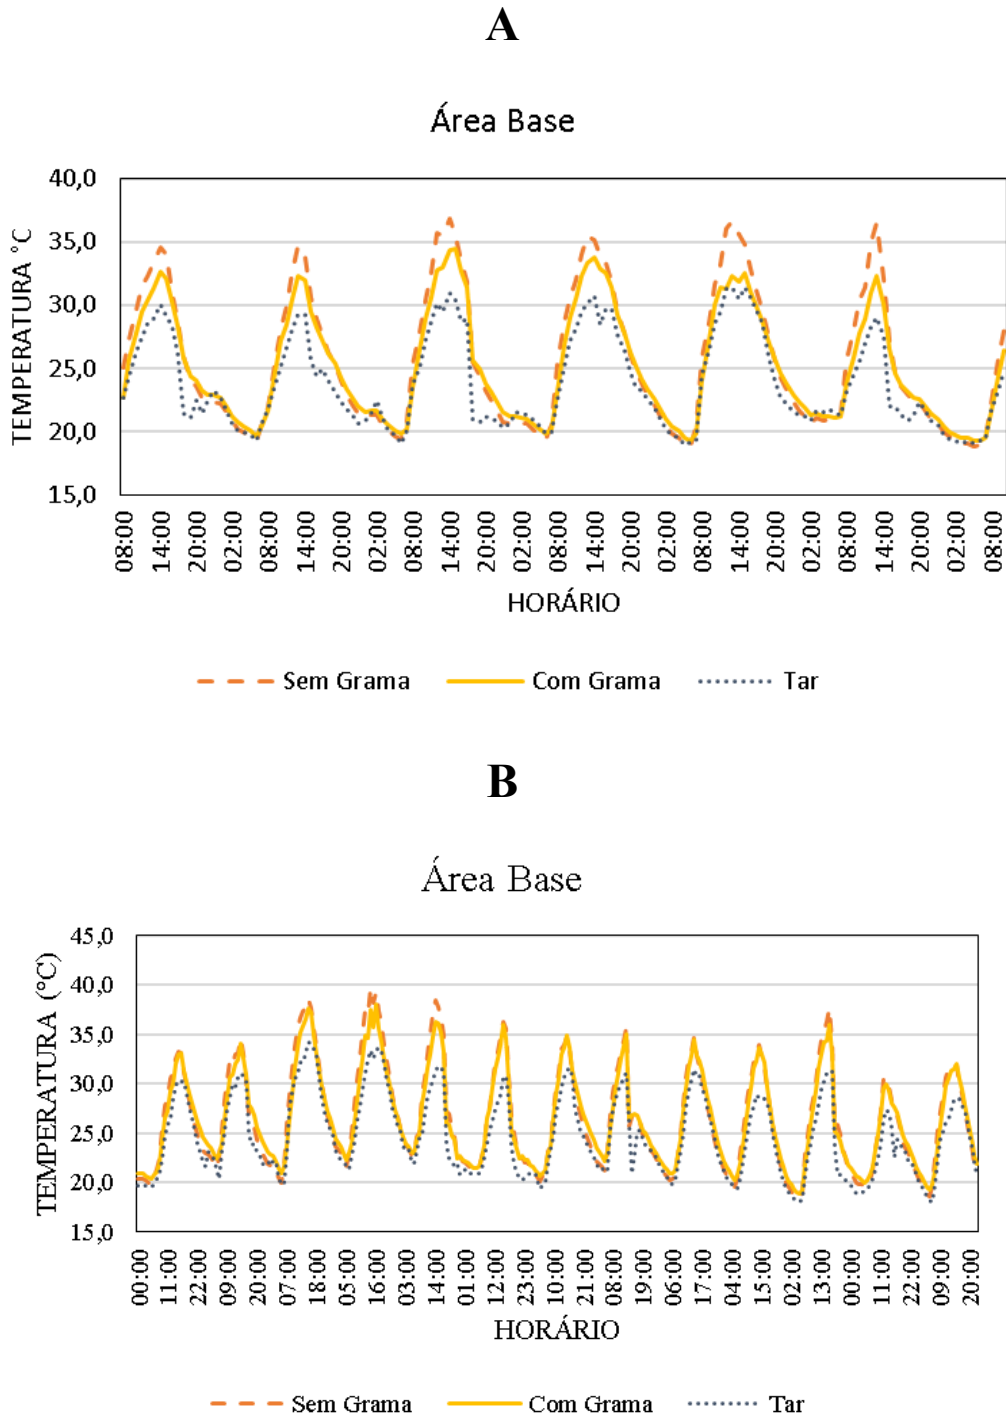 A
Área Base
TEMPERATURA °C
40,0
35,0
30,0
25,0
20,0
15,0
08:00 14:00 20:00 02:00 08:00 14:00 20:00 02:00 08:00 14:00 20:00 02:00 08:00 14:00 20:00 02:00 08:00 14:00 20:00 02:00 08:00 14:00 20:00 02:00 08:00
HORÁRIO
Sem Grama Com Grama Tar
B
Área Base
TEMPERATURA (°C)
45,0
40,0
35,0
30,0
25,0
20,0
15,0
00:00 11:00 22:00 09:00 20:00 07:00 18:00 05:00 16:00 03:00 14:00 01:00 12:00 23:00 10:00 21:00 08:00 19:00 06:00 17:00 04:00 15:00 02:00 13:00 00:00 11:00 22:00 09:00 20:00
HORÁRIO
Sem Grama Com Grama Tar